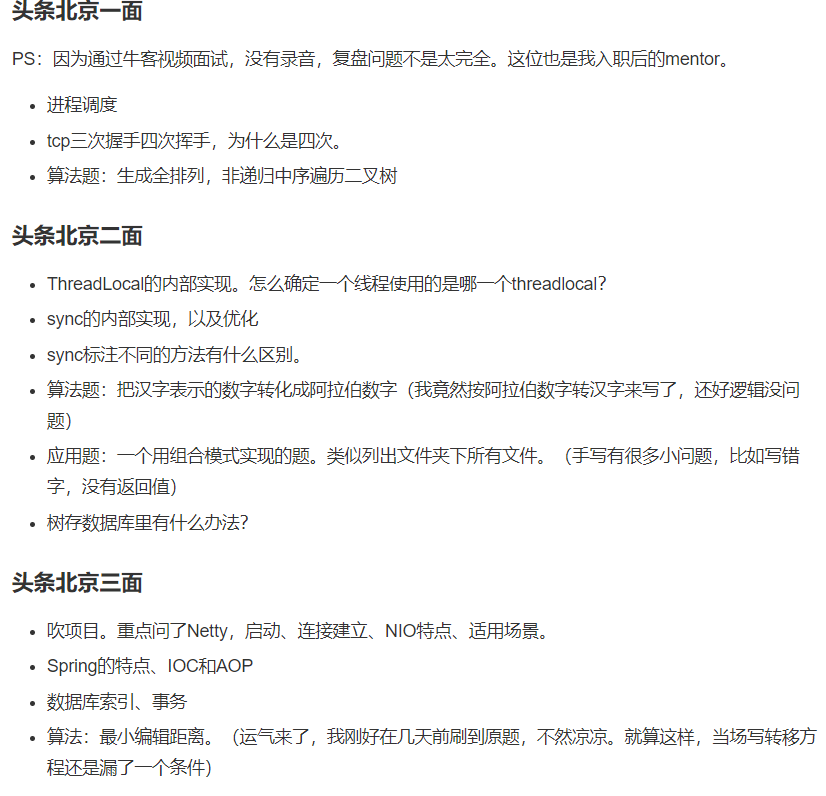 头条北京一面
PS：因为通过牛客视频面试，没有录音，复盘问题不是太完全。这位也是我入职后的mentor。
进程调度
tcp三次握手四次挥手，为什么是四次。
算法题：生成全排列，非递归中序遍历二叉树
头条北京二面
ThreadLocal的内部实现。怎么确定一个线程使用的是哪一个threadlocal？
sync的内部实现，以及优化
sync标注不同的方法有什么区别。
算法题：把汉字表示的数字转化成阿拉伯数字（我竟然按阿拉伯数字转汉字来写了，还好逻辑没问
题）
应用题：一个用组合模式实现的题。类似列出文件夹下所有文件。（手写有很多小问题，比如写错
字，没有返回值）
树存数据库里有什么办法？
头条北京三面
吹项目。重点问了Netty，启动、连接建立、NIO特点、适用场景。
Spring的特点、IOC和AOP
数据库索引、事务
算法：最小编辑距离。（运气来了，我刚好在几天前刷到原题，不然凉凉。就算这样，当场写转移方
程还是漏了一个条件）